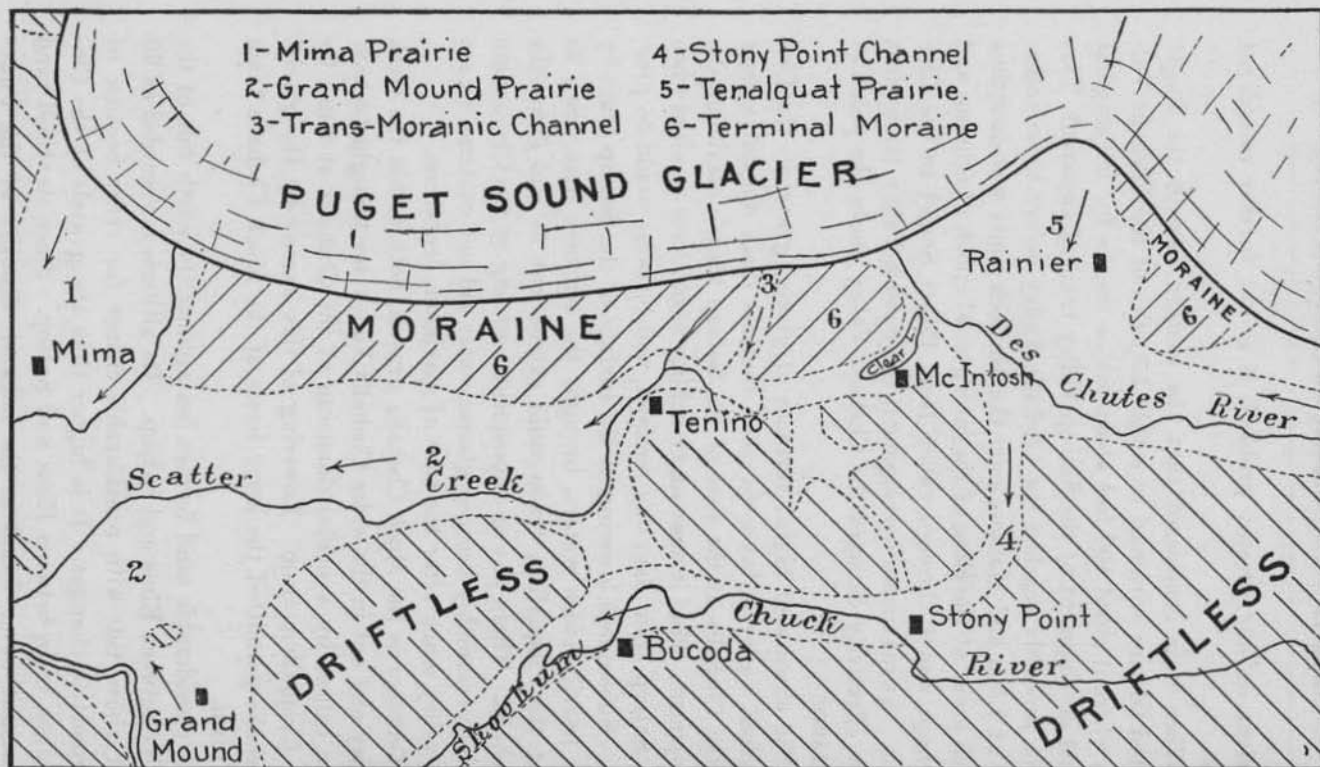 1-Mima Prairie
2-Grand Mound Prairie
3-Trans-Morainic Channel
4-Stony Point Channel
5-Tenalquat Prairie.
6-Terminal Moraine
PUGET SOUND GLACIER
5
Rainier
MORAINE
6
1
Mima
MORAINE
6
3
6
Clear L
McIntosh
Des
Chutes
River
Tenino
Scatter
2
Creek
4
2
DRIFTLESS
Grand
Mound
Skookum
Chuck
River
Bucoda
Stony Point
DRIFTLESS